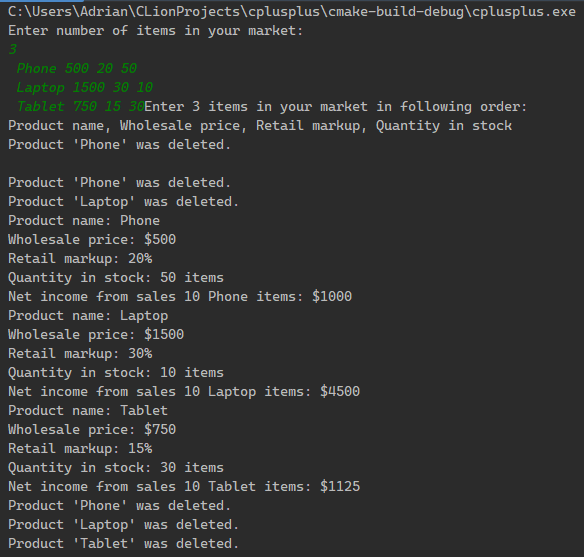 C:\Users\Adrian\CLionProjects\cplusplus\cmake-build-debug\cplusplus.exe
Enter number of items in your market:
3
 Phone 500 20 50
 Laptop 1500 30 10
 Tablet 750 15 30Enter 3 items in your market in following order:
Product name, Wholesale price, Retail markup, Quantity in stock
Product 'Phone' was deleted.

Product 'Phone' was deleted.
Product 'Laptop' was deleted.
Product name: Phone
Wholesale price: $500
Retail markup: 20%
Quantity in stock: 50 items
Net income from sales 10 Phone items: $1000
Product name: Laptop
Wholesale price: $1500
Retail markup: 30%
Quantity in stock: 10 items
Net income from sales 10 Laptop items: $4500
Product name: Tablet
Wholesale price: $750
Retail markup: 15%
Quantity in stock: 30 items
Net income from sales 10 Tablet items: $1125
Product 'Phone' was deleted.
Product 'Laptop' was deleted.
Product 'Tablet' was deleted.